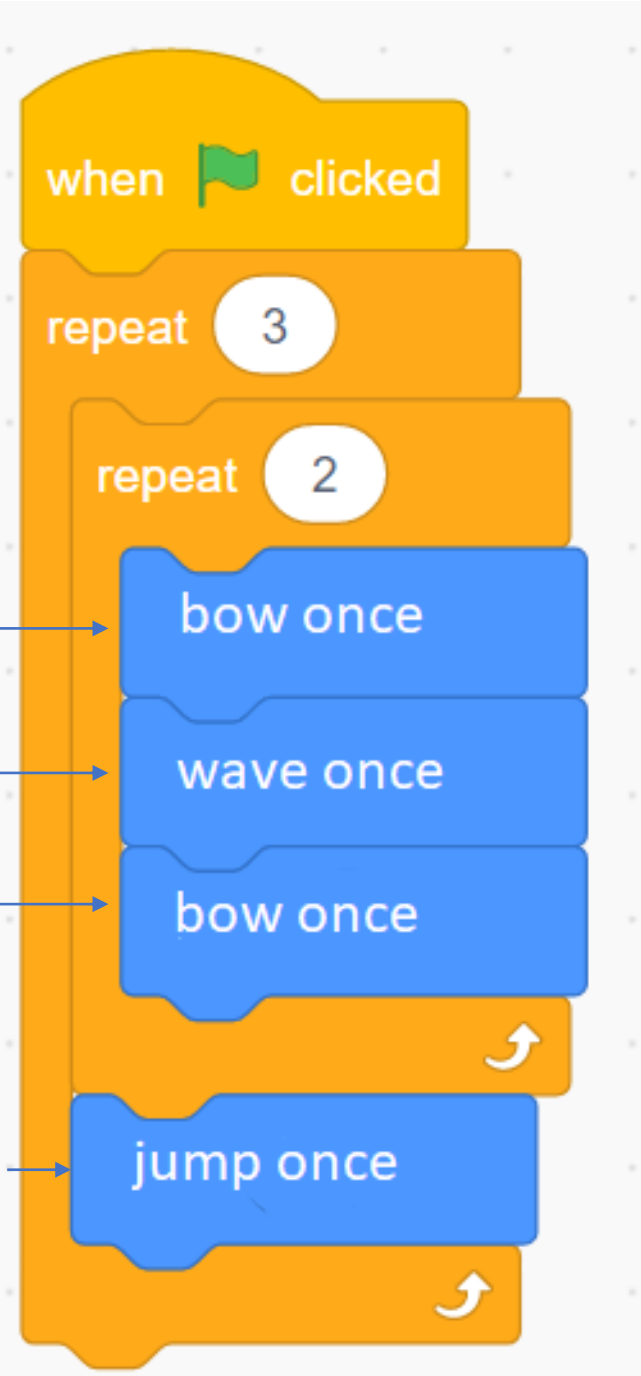 when clicked
repeat 3
repeat 2
bow once
wave once
bow once
jump once